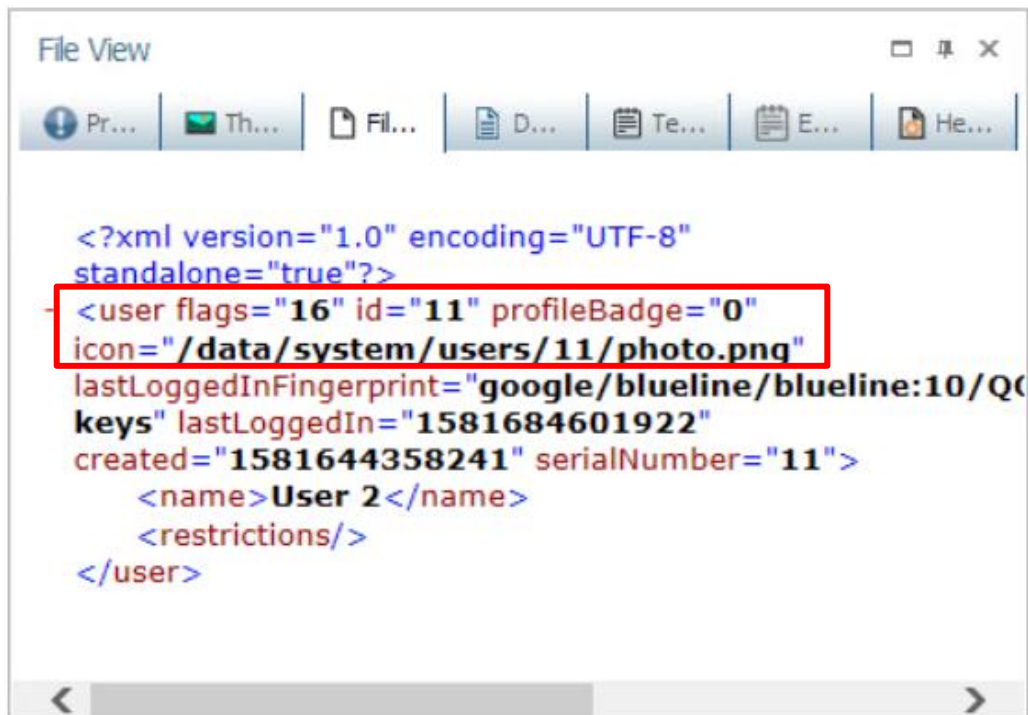 File View
Pr... Th... Fil... D... Te... E... He...
<?xml version="1.0" encoding="UTF-8"
standalone="true"?>
- <user flags="16" id="11" profileBadge="0"
icon="/data/system/users/11/photo.png"
lastLoggedInFingerprint="google/blueline/blueline:10/Q
keys" lastLoggedIn="1581684601922"
created="1581644358241" serialNumber="11">
<name>User 2</name>
<restrictions/>
</user>